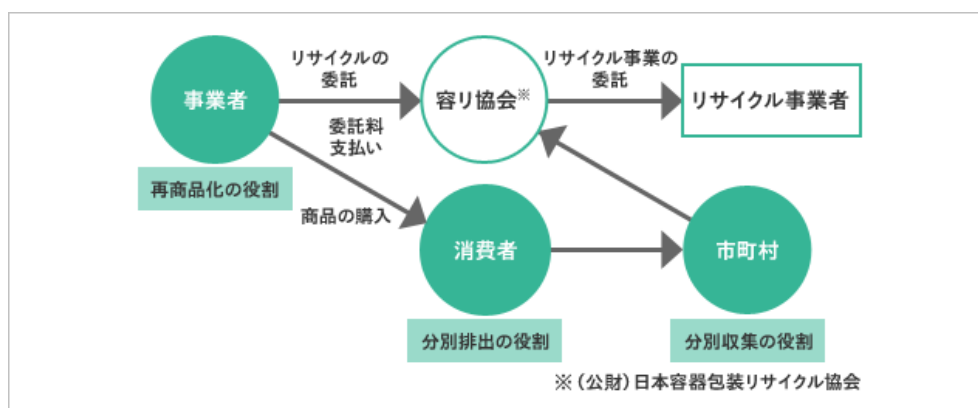 リサイクルの
委託
リサイクル事業の
委託
事業者
容リ協会※
リサイクル事業者
委託料
支払い
再商品化の役割
商品の購入
消費者
市町村
分別排出の役割
分別収集の役割
※(公財)日本容器包装リサイクル協会